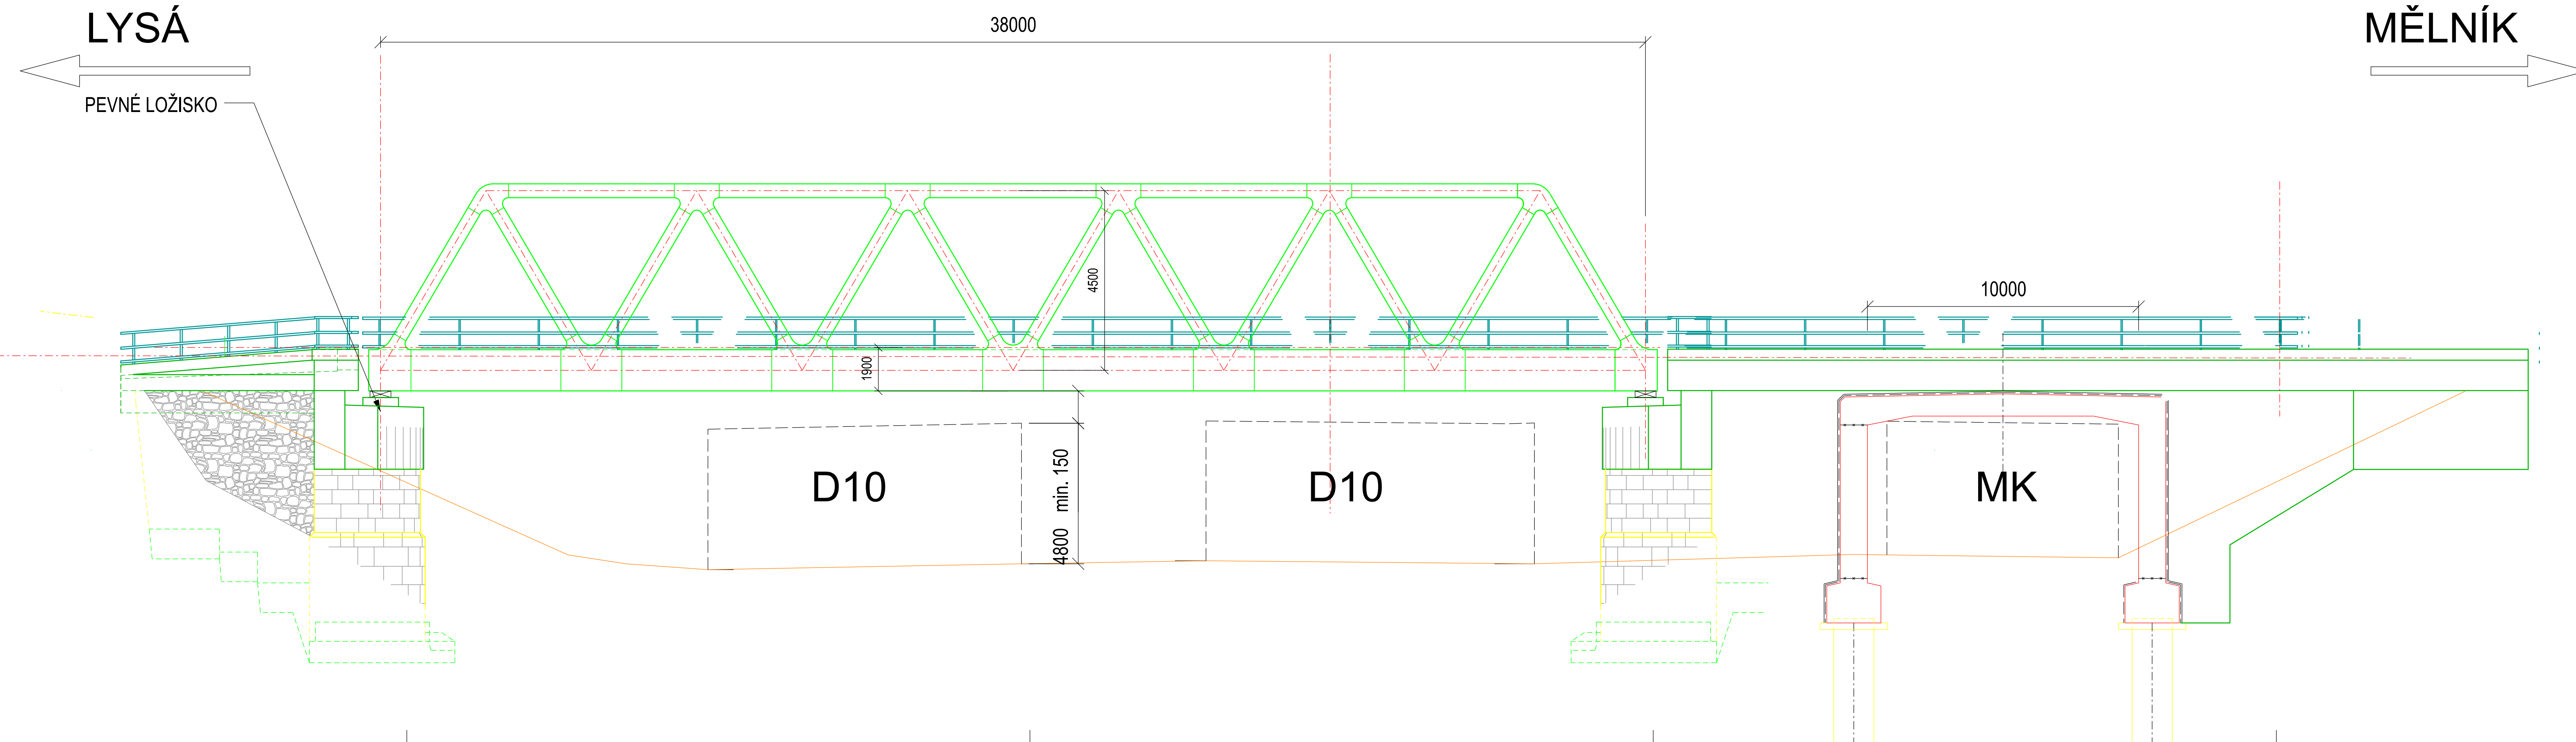 LYSÁ
38000
MĚLNÍK
PEVNÉ LOŽISKO
4500
10000
1900
4800 min. 150
D10
D10
MK